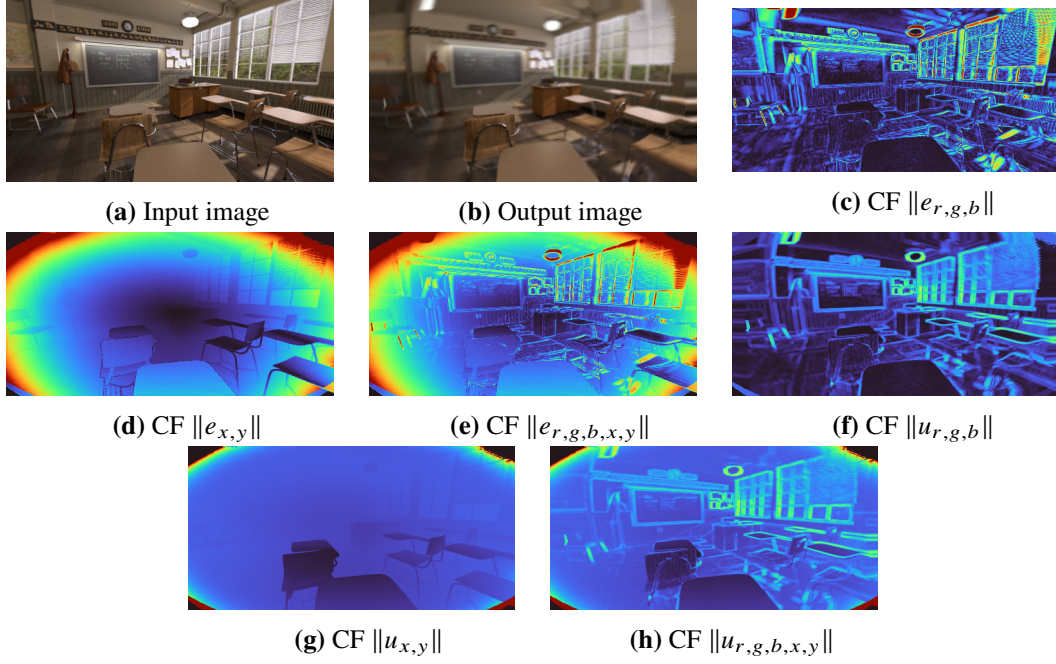 (a) Input image
(b) Output image
(c) CF ‖e_{r,g,b}‖
(d) CF ‖e_{x,y}‖
(e) CF ‖e_{r,g,b,x,y}‖
(f) CF ‖u_{r,g,b}‖
(g) CF ‖u_{x,y}‖
(h) CF ‖u_{r,g,b,x,y}‖